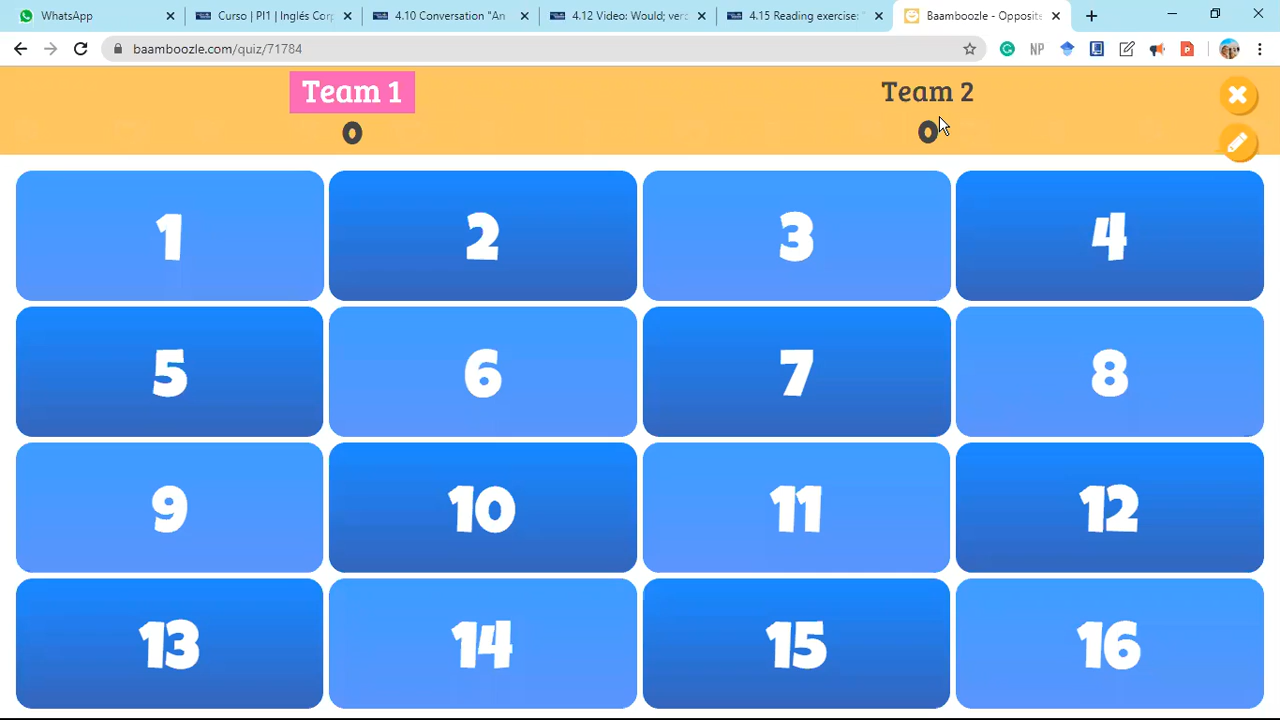 WhatsApp
Curso | PI1 | Inglés Cor
4.10 Conversation "An
4.12 Video: Would; ver
4.15 Reading exercise: "
Baamboozle - Opposite
baamboozle.com/quiz/71784
NP
Team 1
Team 2
0
0
1
2
3
4
5
6
7
8
9
10
11
12
13
14
15
16